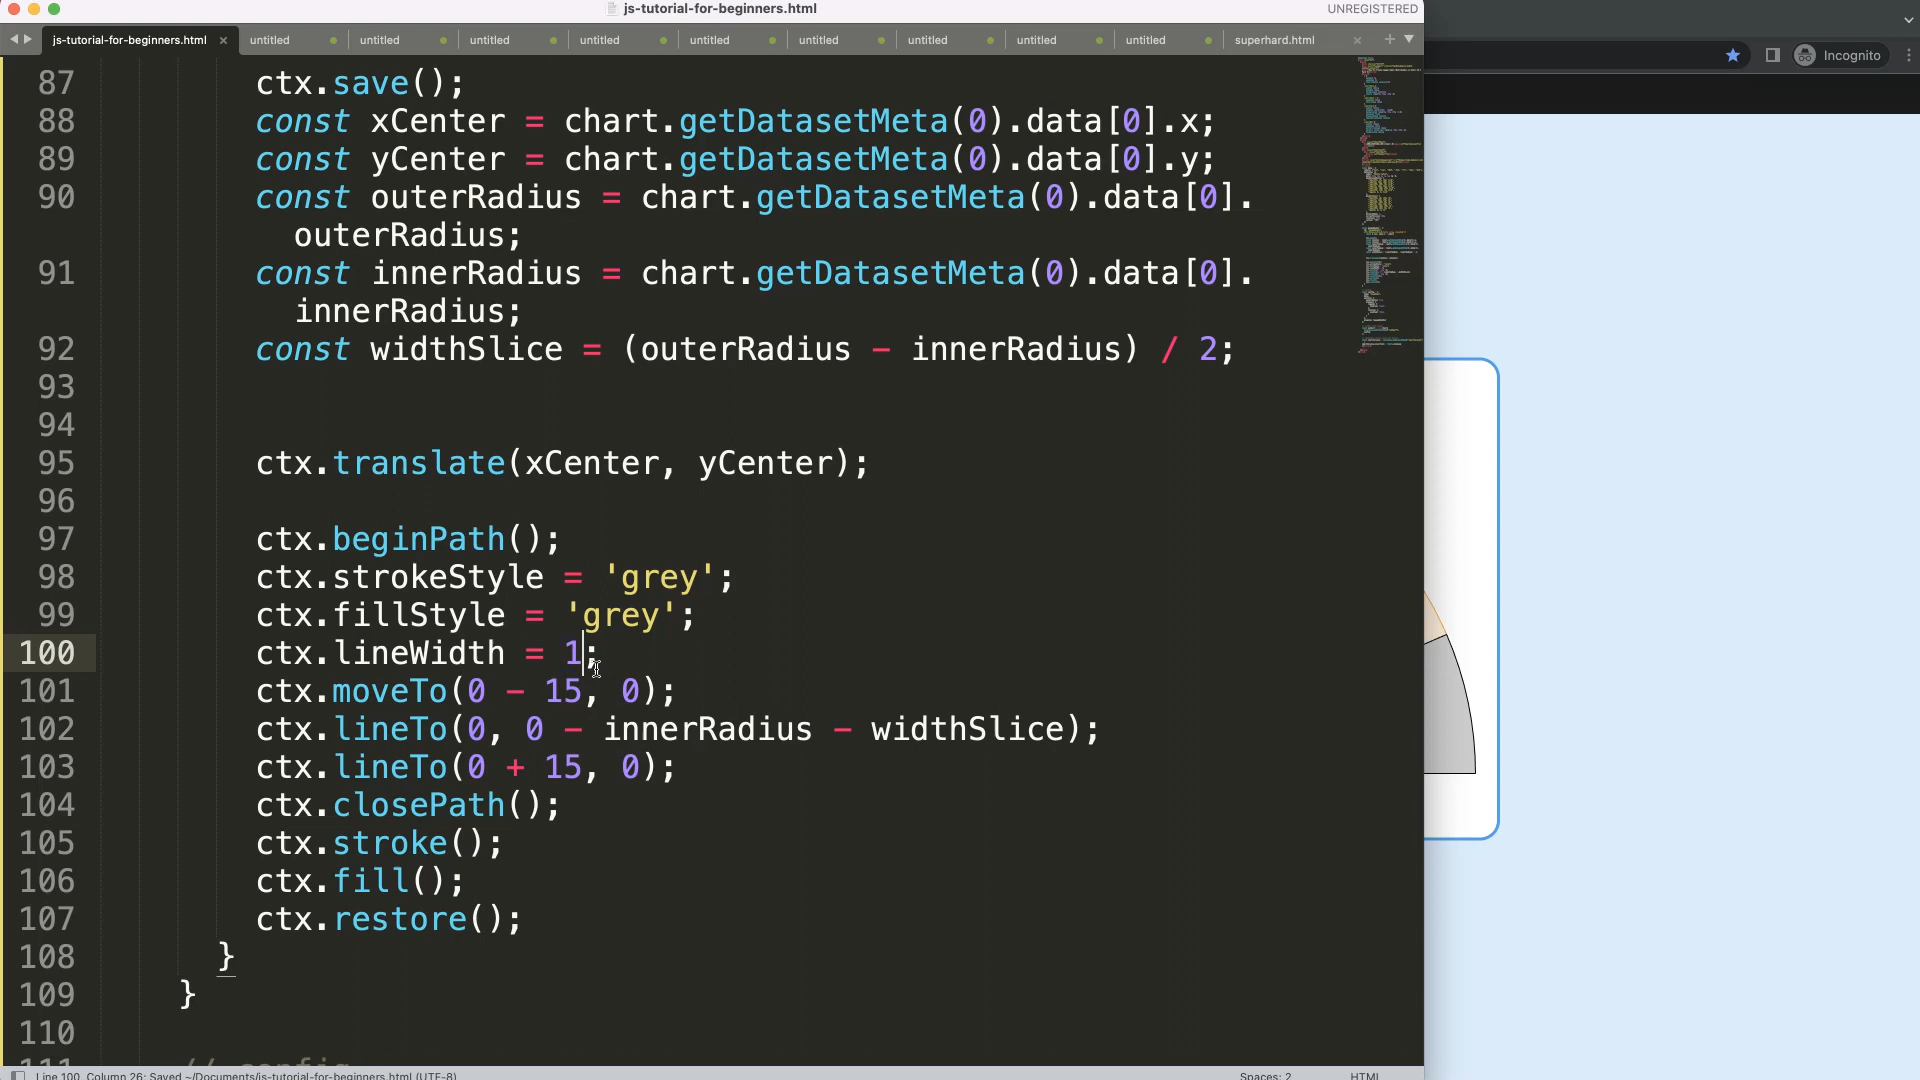 js-tutorial-for-beginners.html
UNREGISTERED
js-tutorial-for-beginners.html untitled untitled untitled untitled untitled untitled untitled untitled untitled superhard.html
Incognito
87 ctx.save();
88 const xCenter = chart.getDatasetMeta(0).data[0].x;
89 const yCenter = chart.getDatasetMeta(0).data[0].y;
90 const outerRadius = chart.getDatasetMeta(0).data[0].
outerRadius;
91 const innerRadius = chart.getDatasetMeta(0).data[0].
innerRadius;
92 const widthSlice = (outerRadius - innerRadius) / 2;
93
94
95 ctx.translate(xCenter, yCenter);
96
97 ctx.beginPath();
98 ctx.strokeStyle = 'grey';
99 ctx.fillStyle = 'grey';
100 ctx.lineWidth = 1;
101 ctx.moveTo(0 - 15, 0);
102 ctx.lineTo(0, 0 - innerRadius - widthSlice);
103 ctx.lineTo(0 + 15, 0);
104 ctx.closePath();
105 ctx.stroke();
106 ctx.fill();
107 ctx.restore();
108 }
109 }
110
111 // config
Line 100, Column 26; Saved ~/Documents/js-tutorial-for-beginners.html (UTF-8) Spaces: 2 HTML